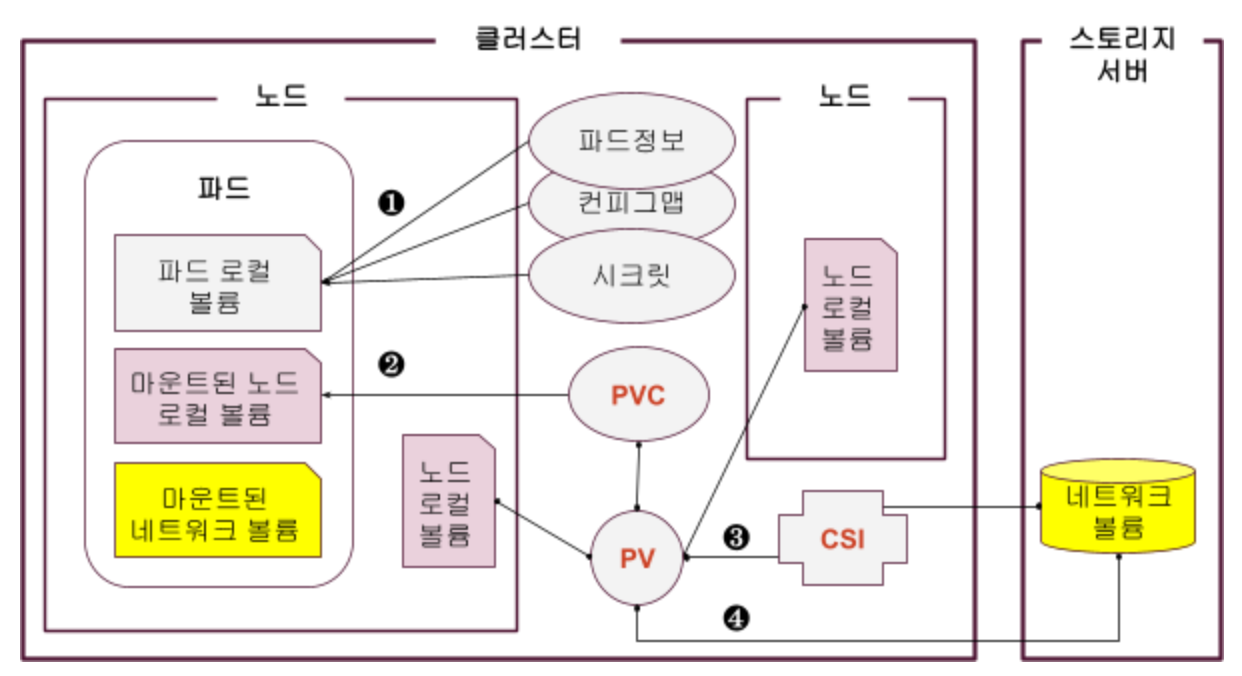 클러스터
스토리지
서버
노드
노드
파드
❶
파드정보
컨피그맵
시크릿
파드 로컬
볼륨
노드
로컬
볼륨
❷
마운트된 노드
로컬 볼륨
PVC
노드
로컬
볼륨
마운트된
네트워크 볼륨
PV
❸
CSI
네트워크
볼륨
❹